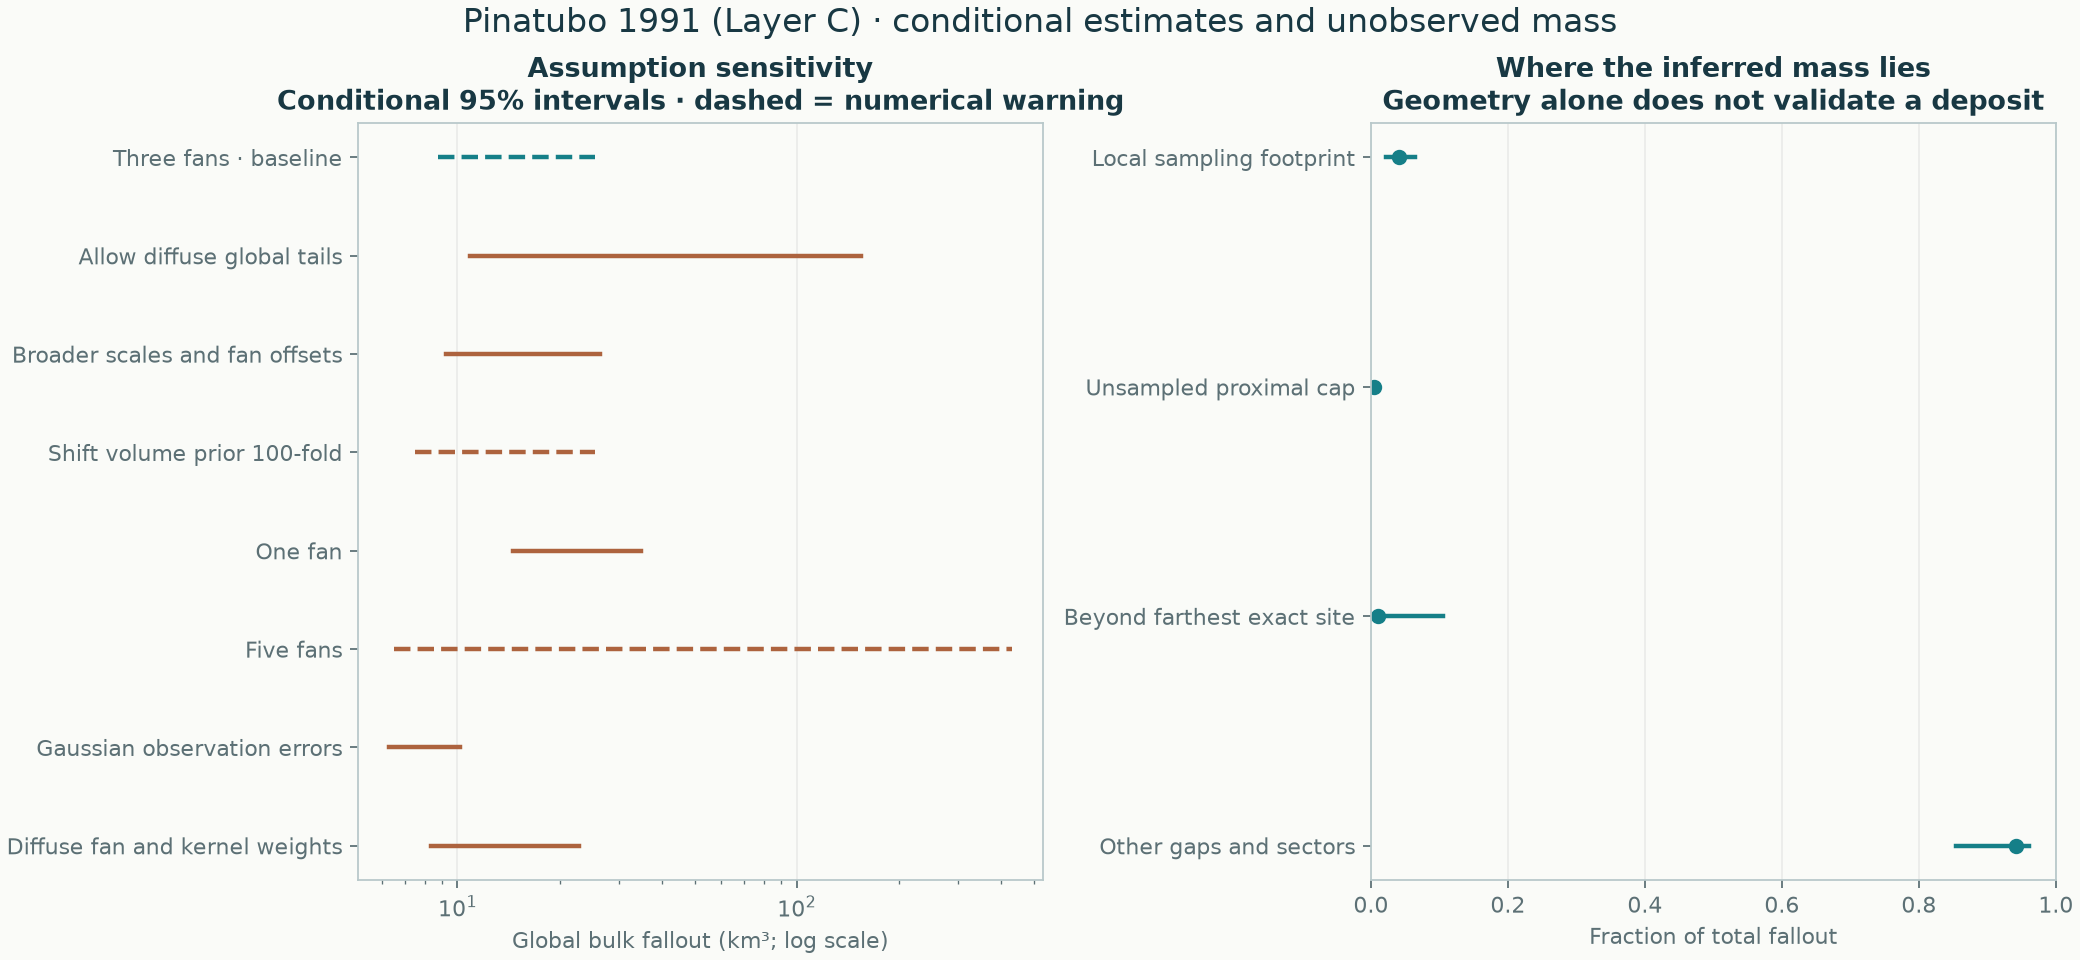 Pinatubo 1991 (Layer C) · conditional estimates and unobserved mass
Assumption sensitivity
Conditional 95% intervals · dashed = numerical warning
Three fans · baseline
Allow diffuse global tails
Broader scales and fan offsets
Shift volume prior 100-fold
One fan
Five fans
Gaussian observation errors
Diffuse fan and kernel weights
10¹
10²
Global bulk fallout (km³; log scale)
Where the inferred mass lies
Geometry alone does not validate a deposit
Local sampling footprint
Unsampled proximal cap
Beyond farthest exact site
Other gaps and sectors
0.0
0.2
0.4
0.6
0.8
1.0
Fraction of total fallout